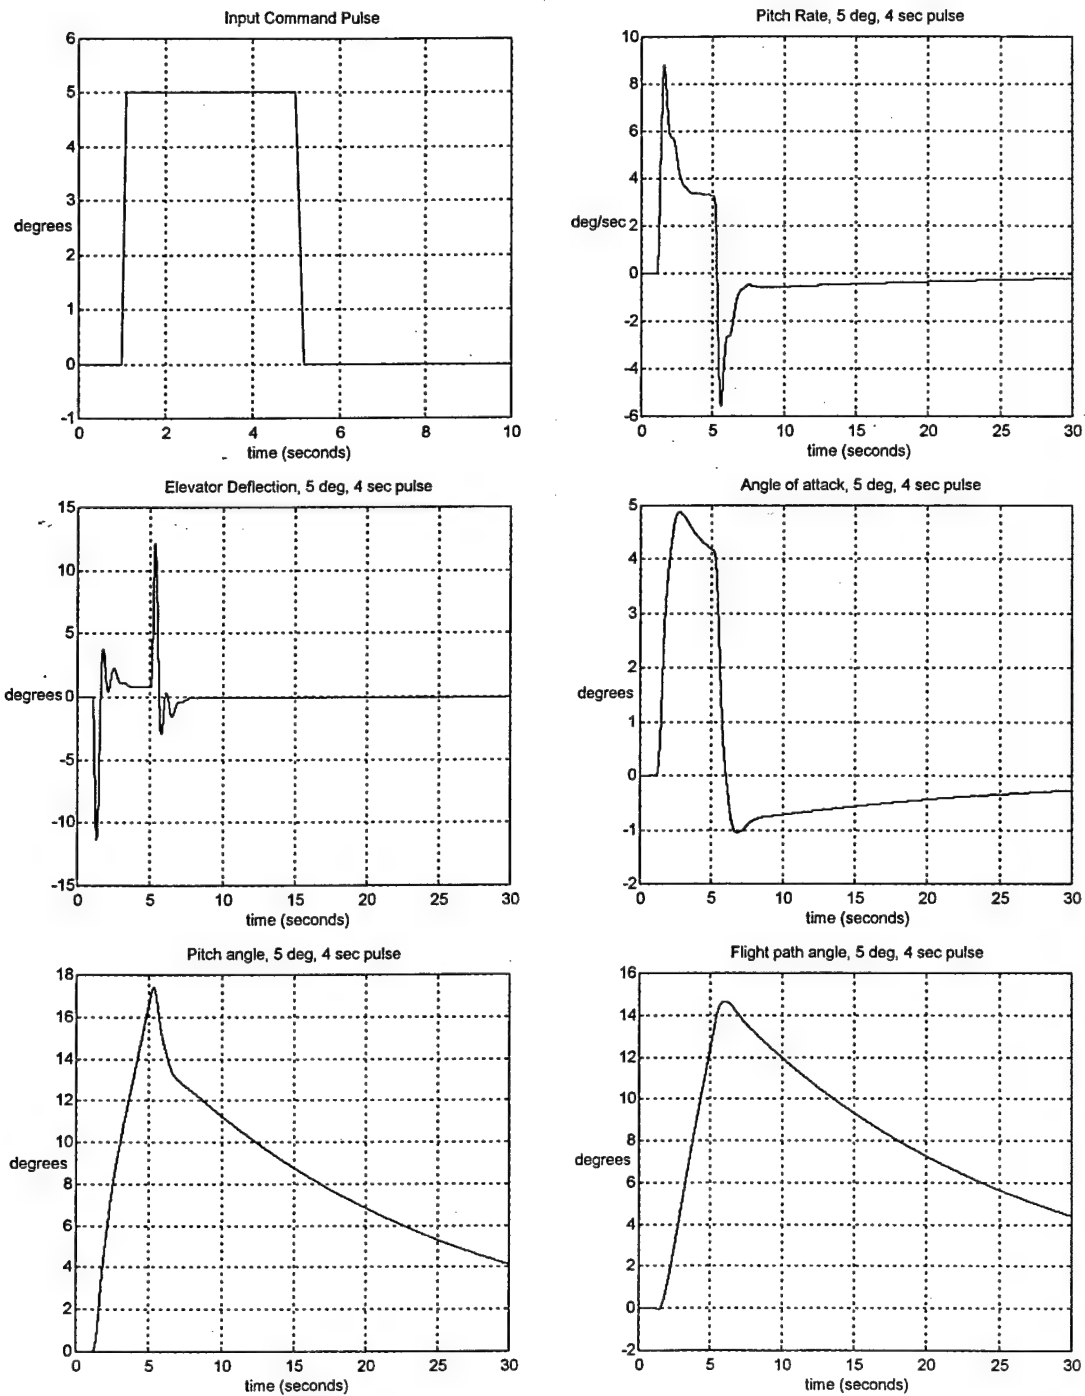 Input Command Pulse
6
5
4
3
degrees
2
1
0
-1
0 2 4 6 8 10
time (seconds)
Pitch Rate, 5 deg, 4 sec pulse
10
8
6
4
deg/sec 2
0
-2
-4
-6
0 5 10 15 20 25 30
time (seconds)
Elevator Deflection, 5 deg, 4 sec pulse
15
10
5
degrees 0
-5
-10
-15
0 5 10 15 20 25 30
time (seconds)
Angle of attack, 5 deg, 4 sec pulse
5
4
3
2
degrees
1
0
-1
-2
0 5 10 15 20 25 30
time (seconds)
Pitch angle, 5 deg, 4 sec pulse
18
16
14
12
10
degrees
8
6
4
2
0
0 5 10 15 20 25 30
time (seconds)
Flight path angle, 5 deg, 4 sec pulse
16
14
12
10
8
degrees
6
4
2
0
-2
0 5 10 15 20 25 30
time (seconds)